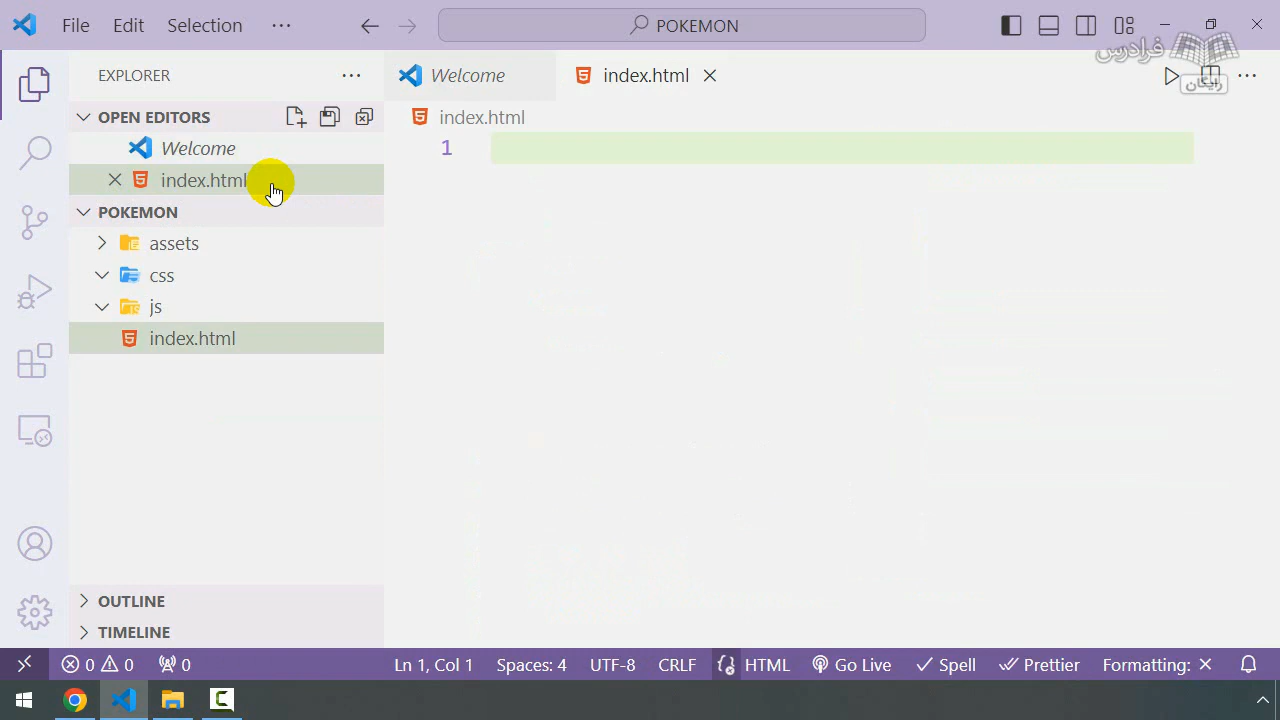 File Edit Selection ··· POKEMON
فرادرس
رایگان
EXPLORER ···
Welcome index.html
OPEN EDITORS
index.html
Welcome
1
index.html
POKEMON
assets
css
js
index.html
OUTLINE
TIMELINE
0 0 0 Ln 1, Col 1 Spaces: 4 UTF-8 CRLF HTML Go Live Spell Prettier Formatting: